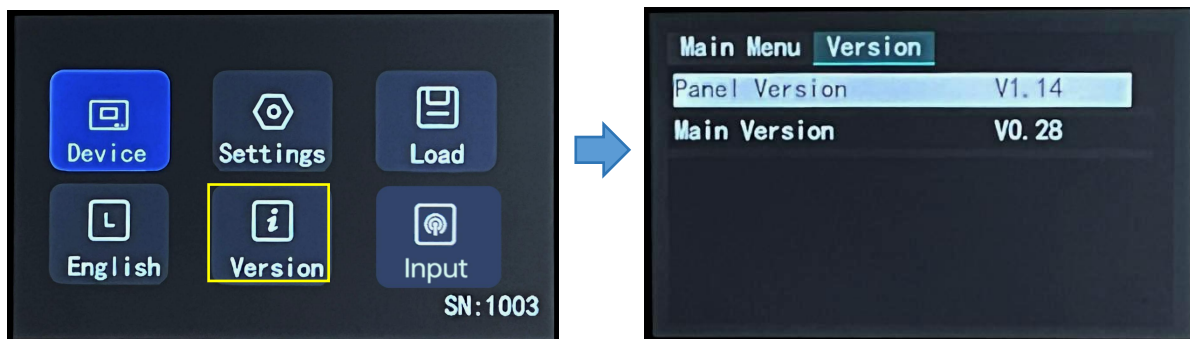 Device Settings Load
English Version Input
SN:1003
Main Menu Version
Panel Version V1.14
Main Version V0.28